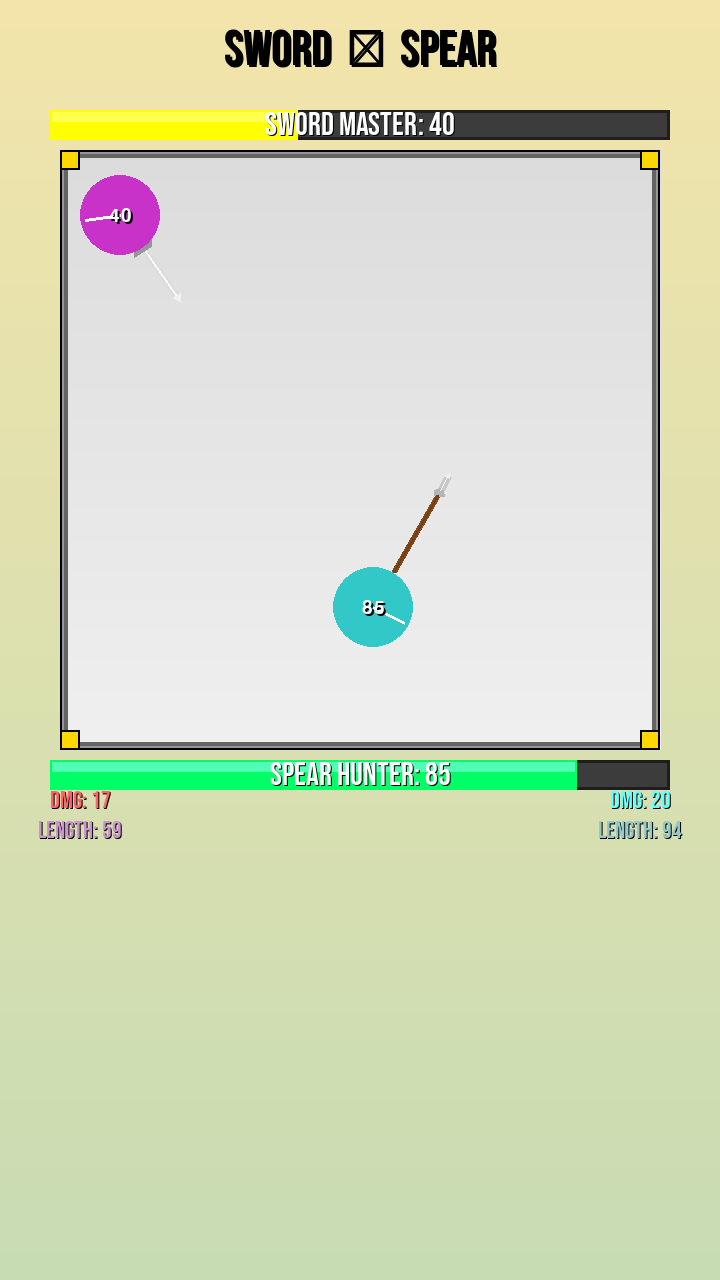 SWORD ☒ SPEAR
SWORD MASTER: 40
40
85
SPEAR HUNTER: 85
DMG: 17
DMG: 20
LENGTH: 59
LENGTH: 94